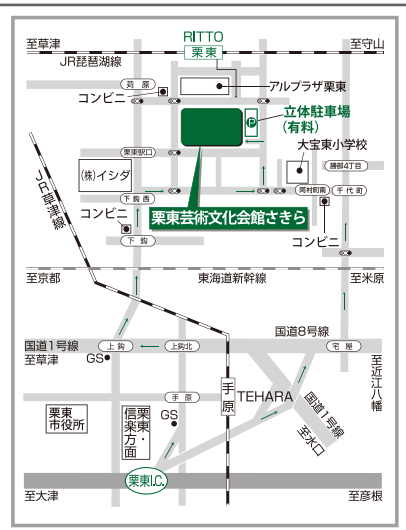 至草津
RITTO
栗東
至守山
JR琵琶湖線
苅原
アルプラザ栗東
コンビニ
P
立体駐車場
(有料)
大宝東小学校
栗東駅口
勝部4丁目
(株)イシダ
下鈎西
阿村町南
千代町
JR草津線
栗東芸術文化会館さきら
コンビニ
コンビニ
下鈎
至京都
東海道新幹線
至米原
国道8号線
国道1号線
上鈎
上鈎北
宅屋
至草津
GS
至近江八幡
手原
手原
TEHARA
栗東
市役所
栗東・
信楽方面
GS
国道1号線
至水口
栗東I.C.
至大津
至彦根